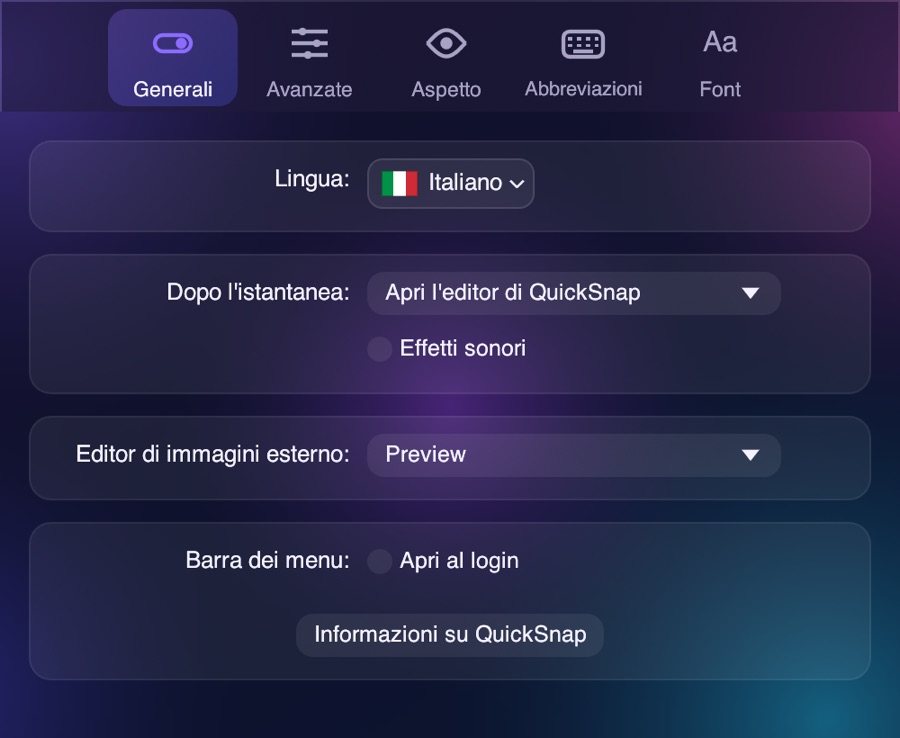 Generali
Avanzate
Aspetto
Abbreviazioni
Aa
Font
Lingua:
Italiano
Dopo l'istantanea:
Apri l'editor di QuickSnap
Effetti sonori
Editor di immagini esterno:
Preview
Barra dei menu:
Apri al login
Informazioni su QuickSnap